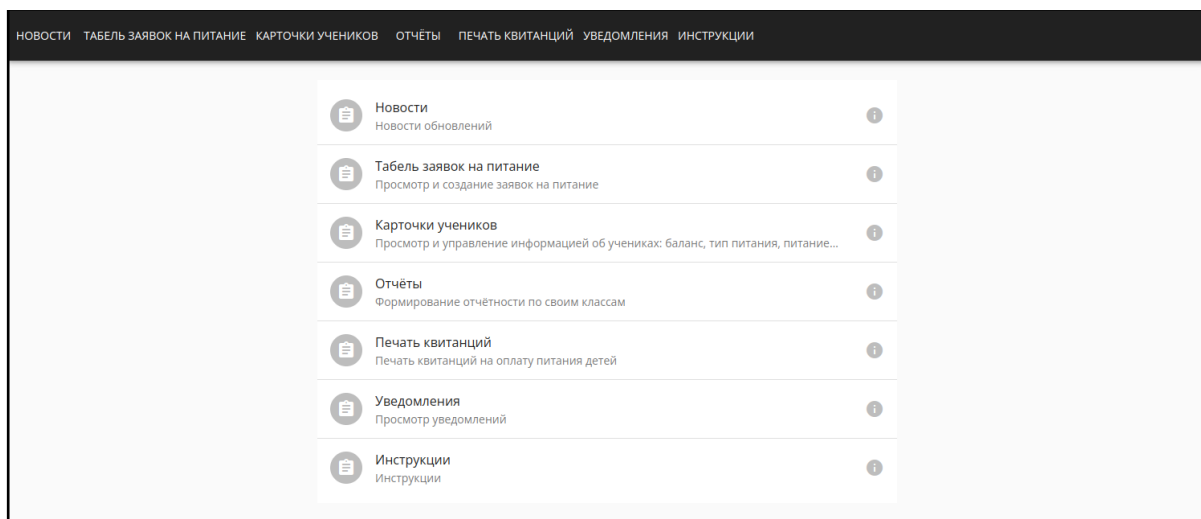 НОВОСТИ ТАБЕЛЬ ЗАЯВОК НА ПИТАНИЕ КАРТОЧКИ УЧЕНИКОВ ОТЧЁТЫ ПЕЧАТЬ КВИТАНЦИЙ УВЕДОМЛЕНИЯ ИНСТРУКЦИИ
Новости
Новости обновлений
Табель заявок на питание
Просмотр и создание заявок на питание
Карточки учеников
Просмотр и управление информацией об учениках: баланс, тип питания, питание...
Отчёты
Формирование отчётности по своим классам
Печать квитанций
Печать квитанций на оплату питания детей
Уведомления
Просмотр уведомлений
Инструкции
Инструкции